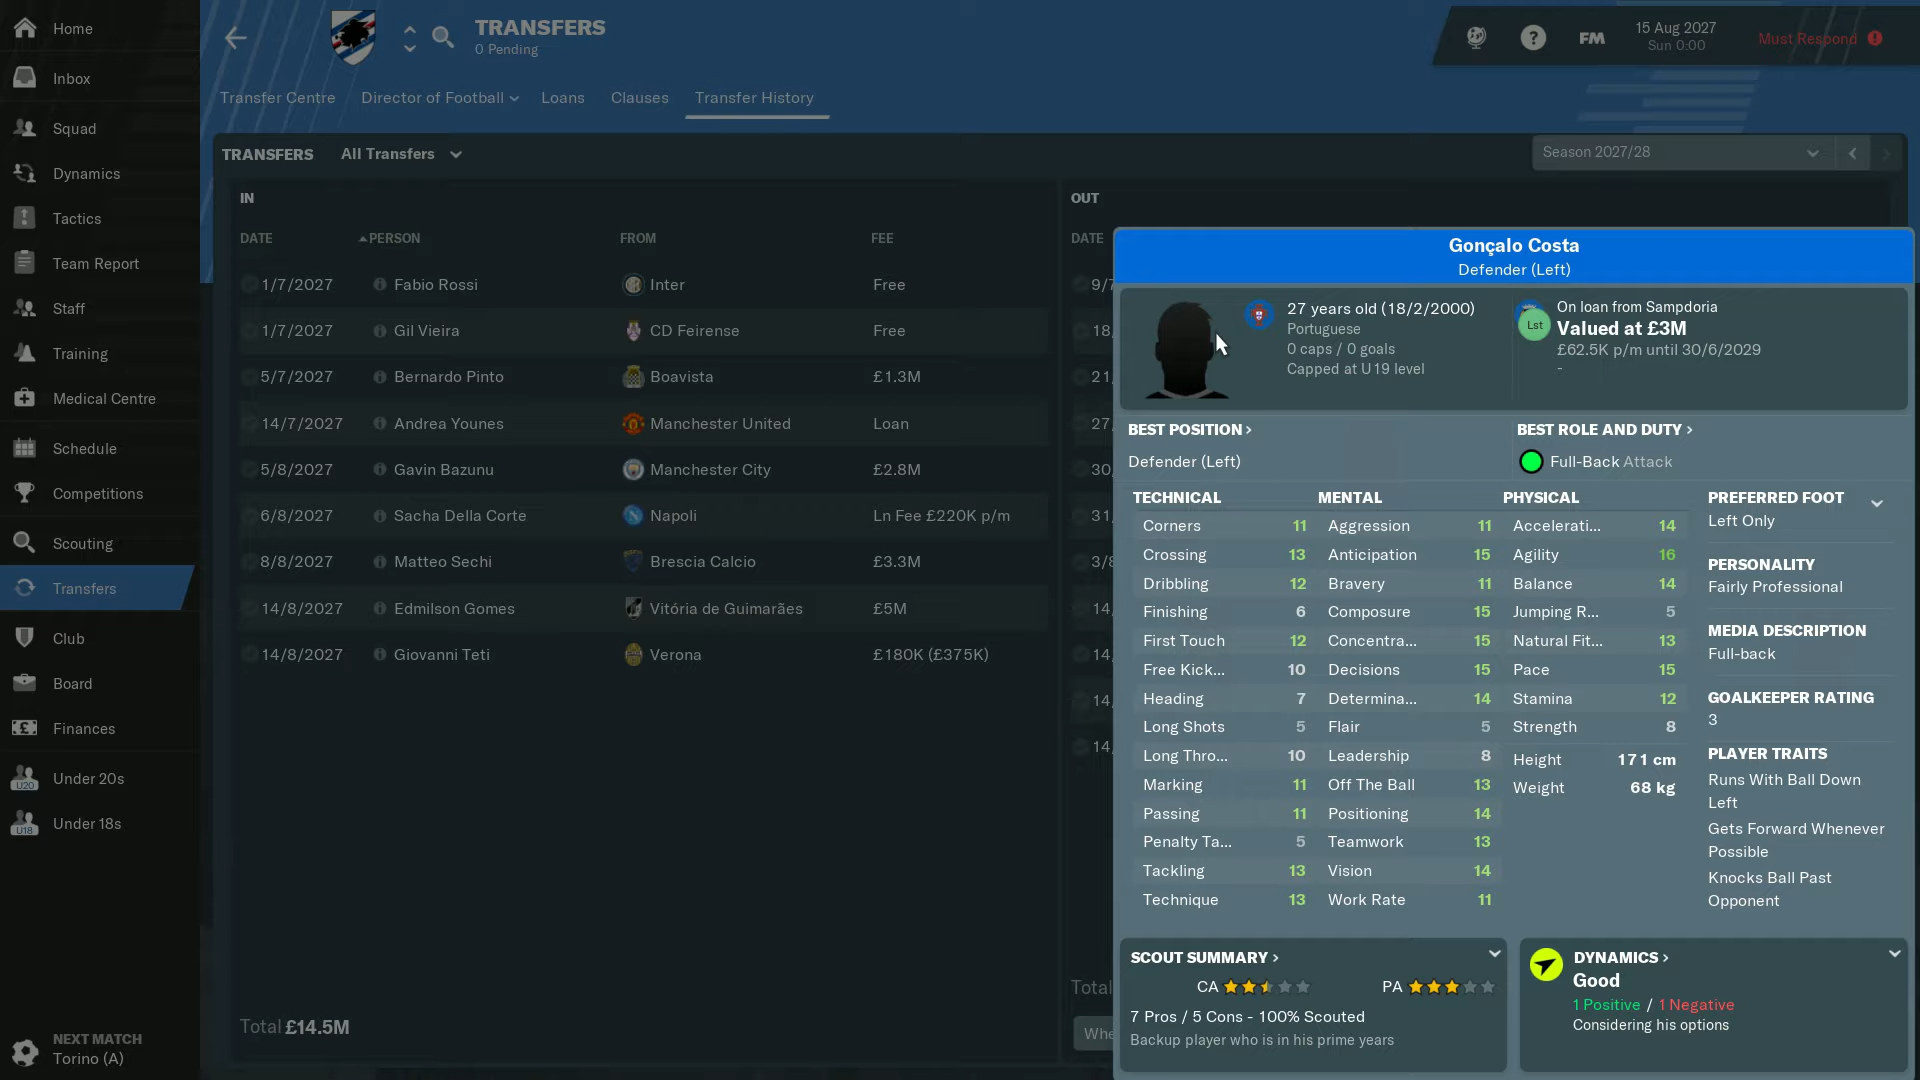 Home
Inbox
Squad
Dynamics
Tactics
Team Report
Staff
Training
Medical Centre
Schedule
Competitions
Scouting
Transfers
Club
Board
Finances
U20
Under 20s
U18
Under 18s
NEXT MATCH
Torino (A)
TRANSFERS
0 Pending
FM
15 Aug 2027
Sun 0:00
Must Respond
Transfer Centre Director of Football Loans Clauses Transfer History
TRANSFERS All Transfers
Season 2027/28
IN
DATE PERSON FROM FEE
1/7/2027 Fabio Rossi Inter Free
1/7/2027 Gil Vieira CD Feirense Free
5/7/2027 Bernardo Pinto Boavista £1.3M
14/7/2027 Andrea Younes Manchester United Loan
5/8/2027 Gavin Bazunu Manchester City £2.8M
6/8/2027 Sacha Della Corte Napoli Ln Fee £220K p/m
8/8/2027 Matteo Sechi Brescia Calcio £3.3M
14/8/2027 Edmilson Gomes Vitória de Guimarães £5M
14/8/2027 Giovanni Teti Verona £180K (£375K)
Total £14.5M
OUT
DATE
9/7
18,
21,
27,
30,
31,
3/8
14,
14,
14,
14,
Total
Whe
Gonçalo Costa
Defender (Left)
27 years old (18/2/2000)
Portuguese
0 caps / 0 goals
Capped at U19 level
Lst
On loan from Sampdoria
Valued at £3M
£62.5K p/m until 30/6/2029
-
BEST POSITION >
Defender (Left)
BEST ROLE AND DUTY >
Full-Back Attack
TECHNICAL
Corners 11
Crossing 13
Dribbling 12
Finishing 6
First Touch 12
Free Kick... 10
Heading 7
Long Shots 5
Long Thro... 10
Marking 11
Passing 11
Penalty Ta... 5
Tackling 13
Technique 13
MENTAL
Aggression 11
Anticipation 15
Bravery 11
Composure 15
Concentra... 15
Decisions 15
Determina... 14
Flair 5
Leadership 8
Off The Ball 13
Positioning 14
Teamwork 13
Vision 14
Work Rate 11
PHYSICAL
Accelerati... 14
Agility 16
Balance 14
Jumping R... 5
Natural Fit... 13
Pace 15
Stamina 12
Strength 8
Height 171 cm
Weight 68 kg
PREFERRED FOOT
Left Only
PERSONALITY
Fairly Professional
MEDIA DESCRIPTION
Full-back
GOALKEEPER RATING
3
PLAYER TRAITS
Runs With Ball Down
Left
Gets Forward Whenever
Possible
Knocks Ball Past
Opponent
SCOUT SUMMARY >
CA PA
7 Pros / 5 Cons - 100% Scouted
Backup player who is in his prime years
DYNAMICS >
Good
1 Positive / 1 Negative
Considering his options